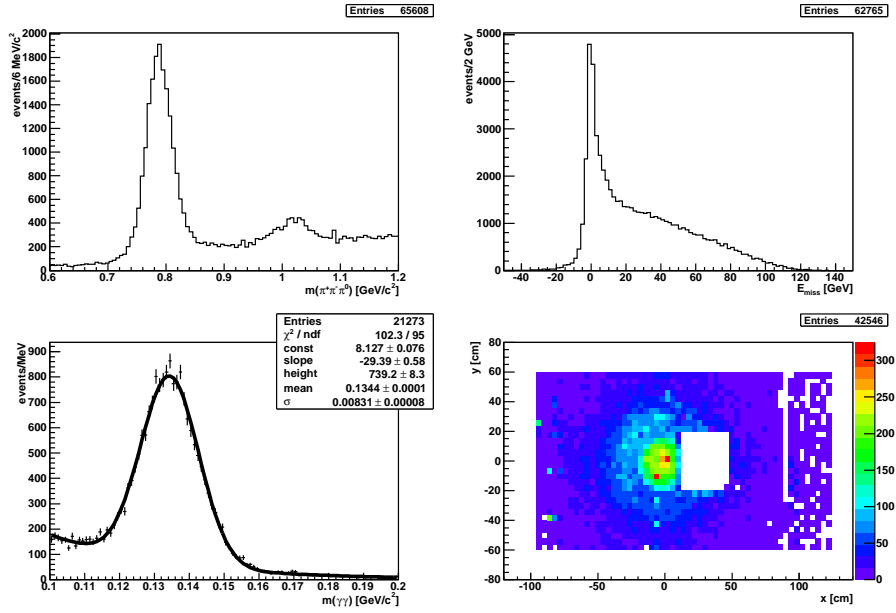 Entries 65608
events/6 MeV/c²
2000
1800
1600
1400
1200
1000
800
600
400
200
0
0.6 0.7 0.8 0.9 1 1.1 1.2
m(π⁺π⁻π⁰) [GeV/c²]
Entries 62765
events/2 GeV
5000
4000
3000
2000
1000
0
-40 -20 0 20 40 60 80 100 120 140
E_miss [GeV]
Entries 21273
χ² / ndf 102.3 / 95
const 8.127 ± 0.076
slope -29.39 ± 0.58
height 739.2 ± 8.3
mean 0.1344 ± 0.0001
σ 0.00831 ± 0.00008
events/MeV
900
800
700
600
500
400
300
200
100
0
0.1 0.11 0.12 0.13 0.14 0.15 0.16 0.17 0.18 0.19 0.2
m(γγ) [GeV/c²]
Entries 42546
y [cm]
80
60
40
20
0
-20
-40
-60
-80
-100 -50 0 50 100
x [cm]
300
250
200
150
100
50
0